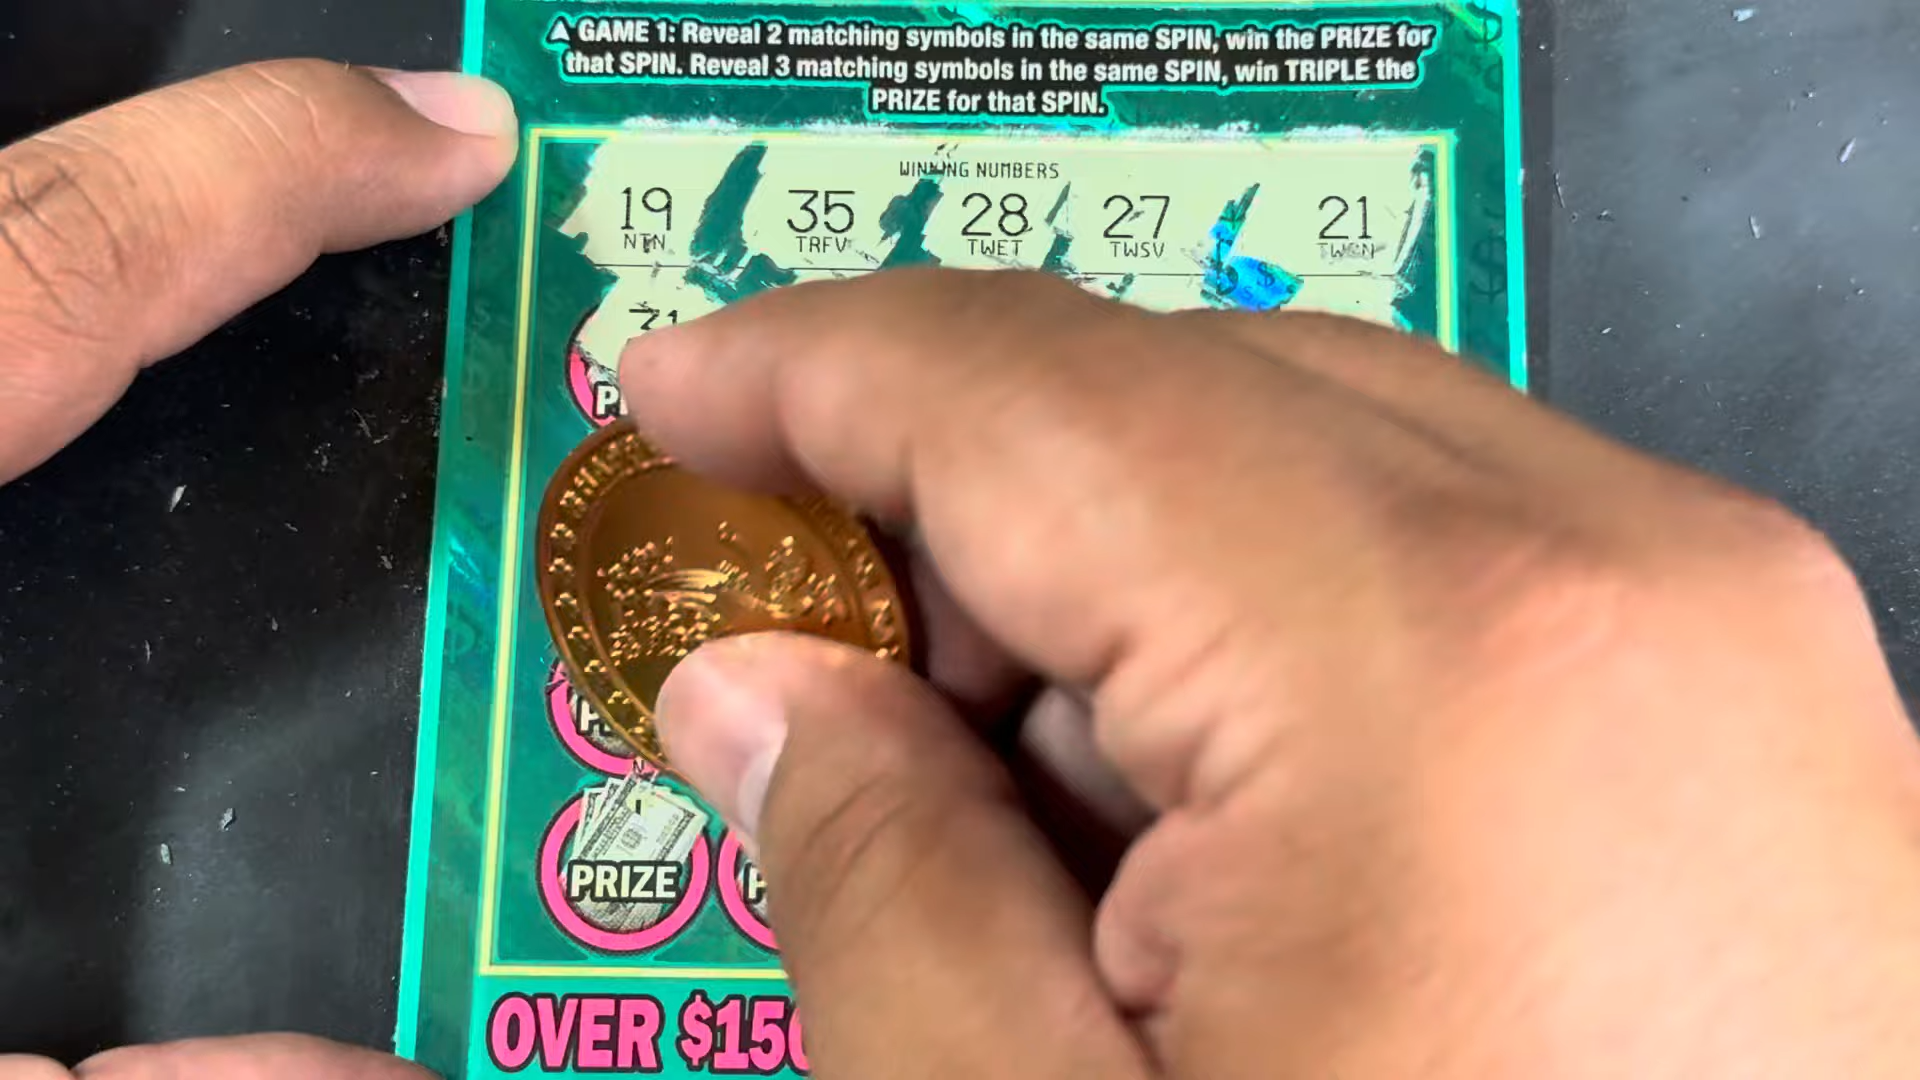 GAME 1: Reveal 2 matching symbols in the same SPIN, win the PRIZE for
that SPIN. Reveal 3 matching symbols in the same SPIN, win TRIPLE the
PRIZE for that SPIN.
WINNING NUMBERS
19 35 28 27 21
NTN TRFV TWET TWSV TWON
PRIZE
OVER $150